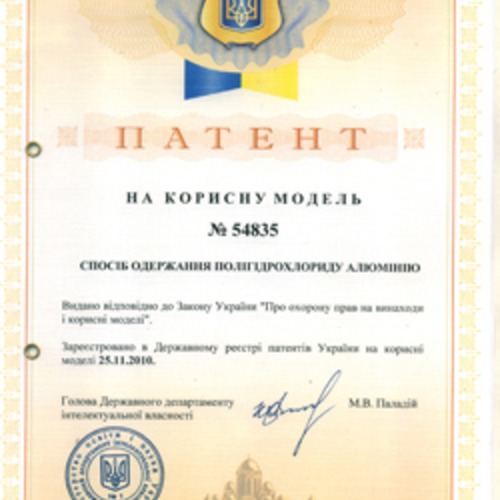 ПАТЕНТ
НА КОРИСНУ МОДЕЛЬ
№ 54835
СПОСІБ ОДЕРЖАННЯ ПОЛІГІДРОХЛОРИДУ АЛЮМІНІЮ
Видано відповідно до Закону України "Про охорону прав на винаходи
і корисні моделі".
Зареєстровано в Державному реєстрі патентів України на корисні
моделі 25.11.2010.
Голова Державного департаменту
інтелектуальної власності
М.В. Паладій